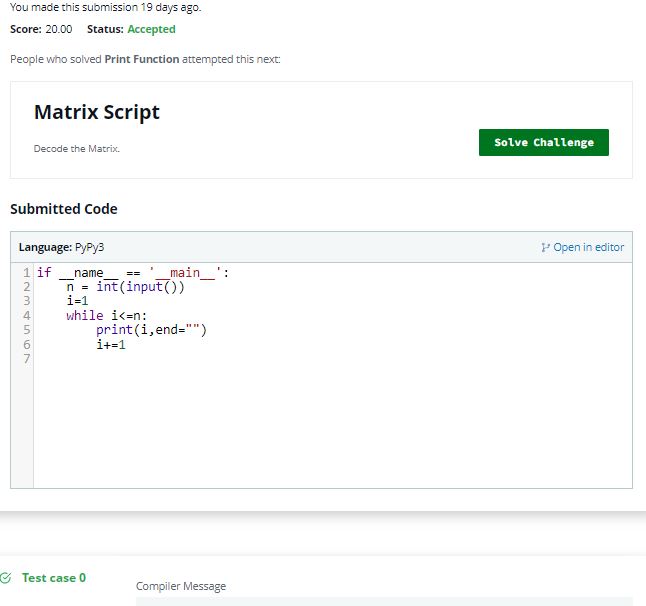 You made this submission 19 days ago.
Score: 20.00 Status: Accepted
People who solved Print Function attempted this next:
Matrix Script
Decode the Matrix.
Solve Challenge
Submitted Code
Language: PyPy3
Open in editor
1 if __name__ == '__main__':
2     n = int(input())
3     i=1
4     while i<=n:
5         print(i,end="")
6         i+=1
7
Test case 0
Compiler Message